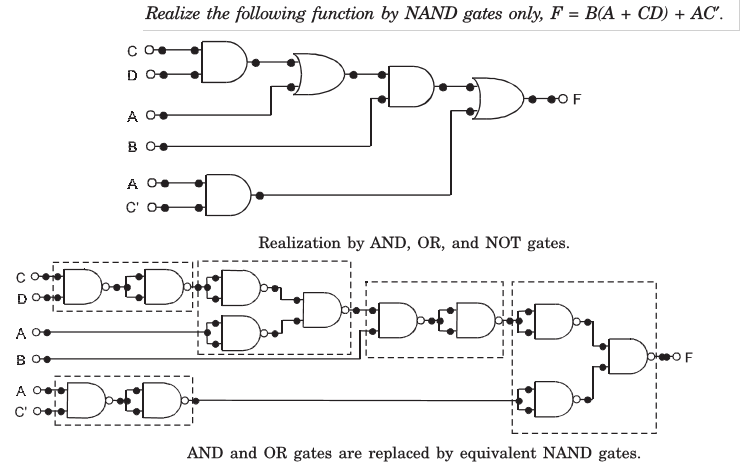 Realize the following function by NAND gates only, F = B(A + CD) + AC′.
C
D
A
B
A
C'
F
Realization by AND, OR, and NOT gates.
C
D
A
B
A
C'
F
AND and OR gates are replaced by equivalent NAND gates.